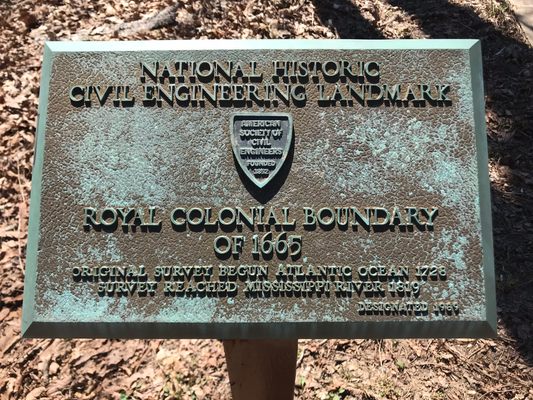 NATIONAL HISTORIC
CIVIL ENGINEERING LANDMARK
AMERICAN
SOCIETY OF
CIVIL
ENGINEERS
FOUNDED
1852
ROYAL COLONIAL BOUNDARY
OF 1665
ORIGINAL SURVEY BEGUN ATLANTIC OCEAN 1728
SURVEY REACHED MISSISSIPPI RIVER 1819
DESIGNATED 1989